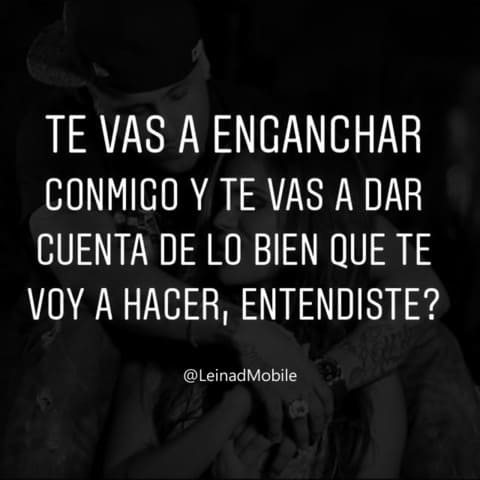 TE VAS A ENGANCHAR
CONMIGO Y TE VAS A DAR
CUENTA DE LO BIEN QUE TE
VOY A HACER, ENTENDISTE?
@LeinadMobile